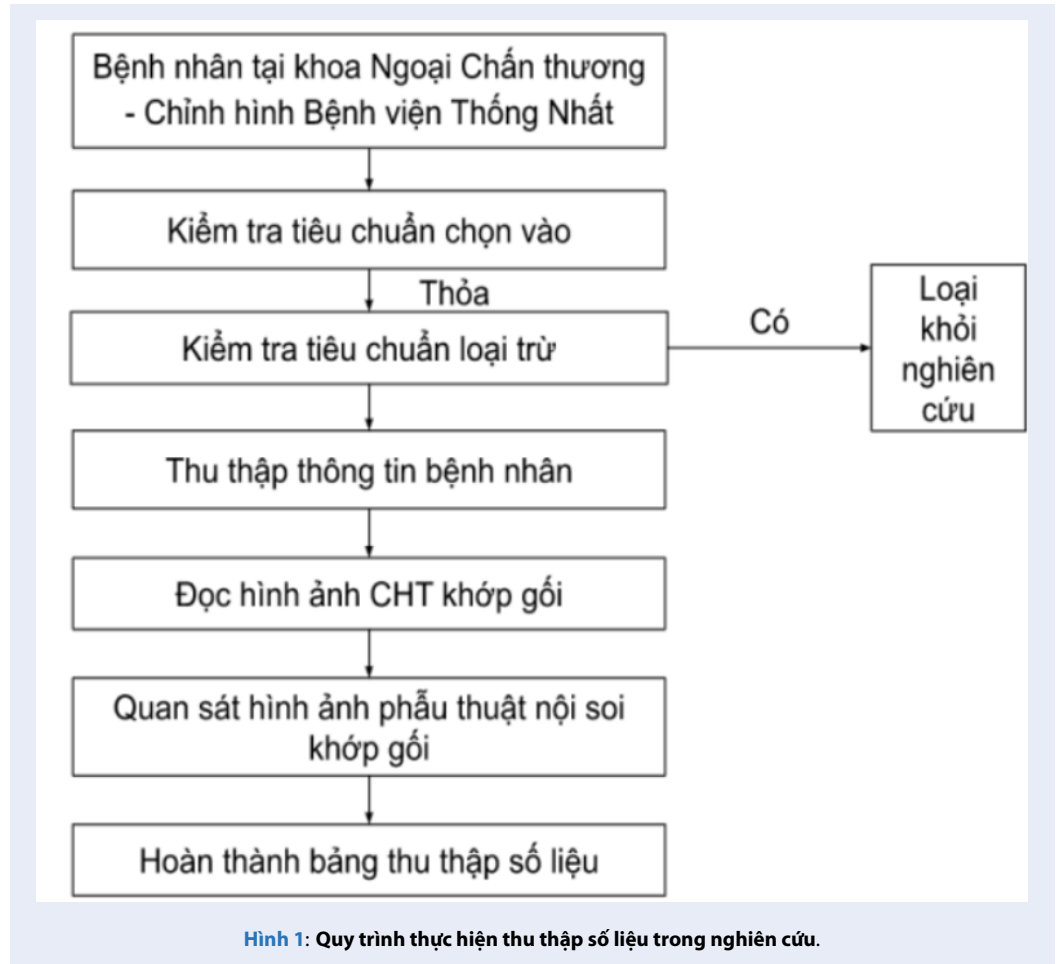 Bệnh nhân tại khoa Ngoại Chấn thương
- Chỉnh hình Bệnh viện Thống Nhất
Kiểm tra tiêu chuẩn chọn vào
Thỏa
Kiểm tra tiêu chuẩn loại trừ
Có
Loại
khỏi
nghiên
cứu
Thu thập thông tin bệnh nhân
Đọc hình ảnh CHT khớp gối
Quan sát hình ảnh phẫu thuật nội soi
khớp gối
Hoàn thành bảng thu thập số liệu
Hình 1: Quy trình thực hiện thu thập số liệu trong nghiên cứu.